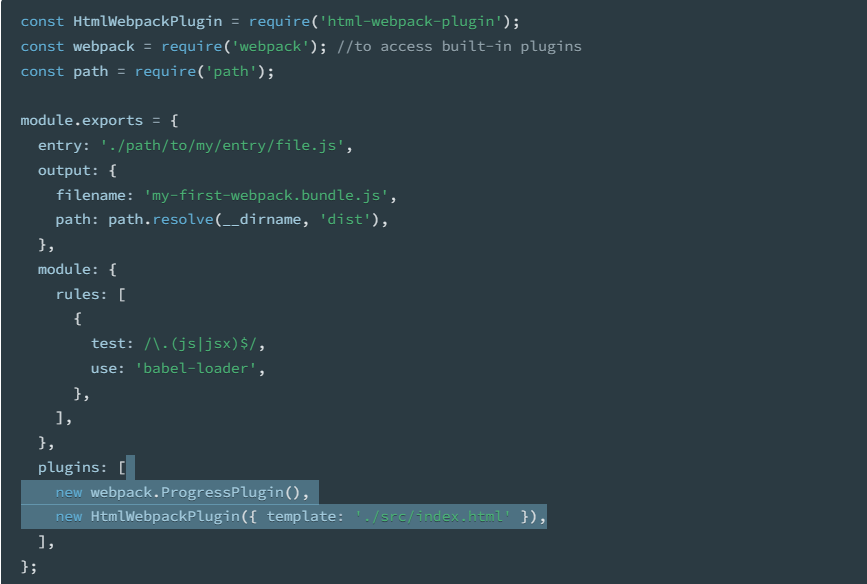 const HtmlWebpackPlugin = require('html-webpack-plugin');
const webpack = require('webpack'); //to access built-in plugins
const path = require('path');

module.exports = {
  entry: './path/to/my/entry/file.js',
  output: {
    filename: 'my-first-webpack.bundle.js',
    path: path.resolve(__dirname, 'dist'),
  },
  module: {
    rules: [
      {
        test: /\.(js|jsx)$/,
        use: 'babel-loader',
      },
    ],
  },
  plugins: [
    new webpack.ProgressPlugin(),
    new HtmlWebpackPlugin({ template: './src/index.html' }),
  ],
};